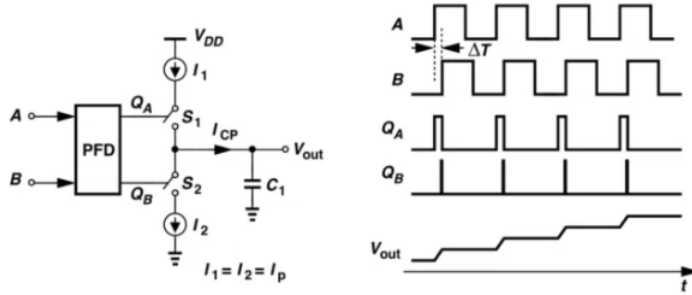 V_DD
I_1
A
Q_A
S_1
I_CP
PFD
V_out
B
Q_B
S_2
C_1
I_2
I_1 = I_2 = I_p
A
ΔT
B
Q_A
Q_B
V_out
t